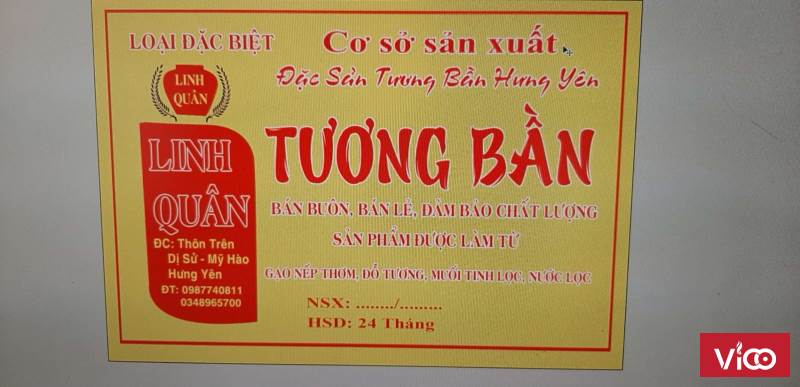 LOẠI ĐẶC BIỆT
LINH
QUÂN
LINH
QUÂN
ĐC: Thôn Trên
Dị Sử - Mỹ Hào
Hưng Yên
ĐT: 0987740811
0348965700
Cơ sở sản xuất
Đặc Sản Tương Bần Hưng Yên
TƯƠNG BẦN
BÁN BUÔN, BÁN LẺ, ĐẢM BẢO CHẤT LƯỢNG
SẢN PHẨM ĐƯỢC LÀM TỪ
GẠO NẾP THƠM, ĐỖ TƯƠNG, MUỐI TINH LỌC, NƯỚC LỌC
NSX: ......../.........
HSD: 24 Tháng
Vico